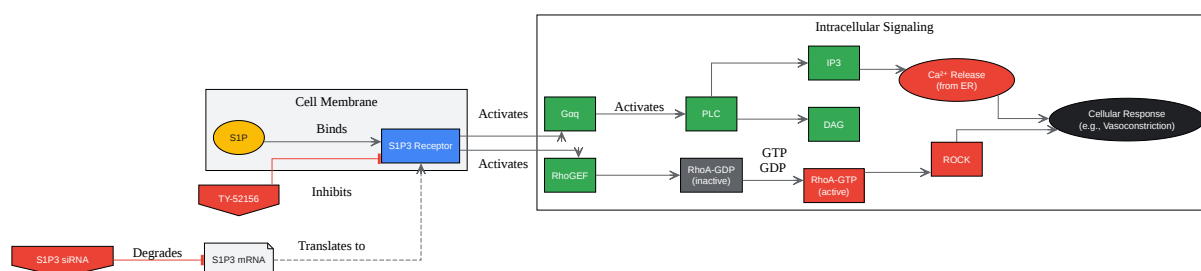 Intracellular Signaling
IP3
Ca²⁺ Release
(from ER)
Cell Membrane
Activates
Gαq
Activates
PLC
DAG
Cellular Response
(e.g., Vasoconstriction)
S1P
Binds
S1P3 Receptor
Activates
RhoGEF
RhoA-GDP
(inactive)
GTP
GDP
RhoA-GTP
(active)
ROCK
TY-52156
Inhibits
S1P3 siRNA
Degrades
S1P3 mRNA
Translates to